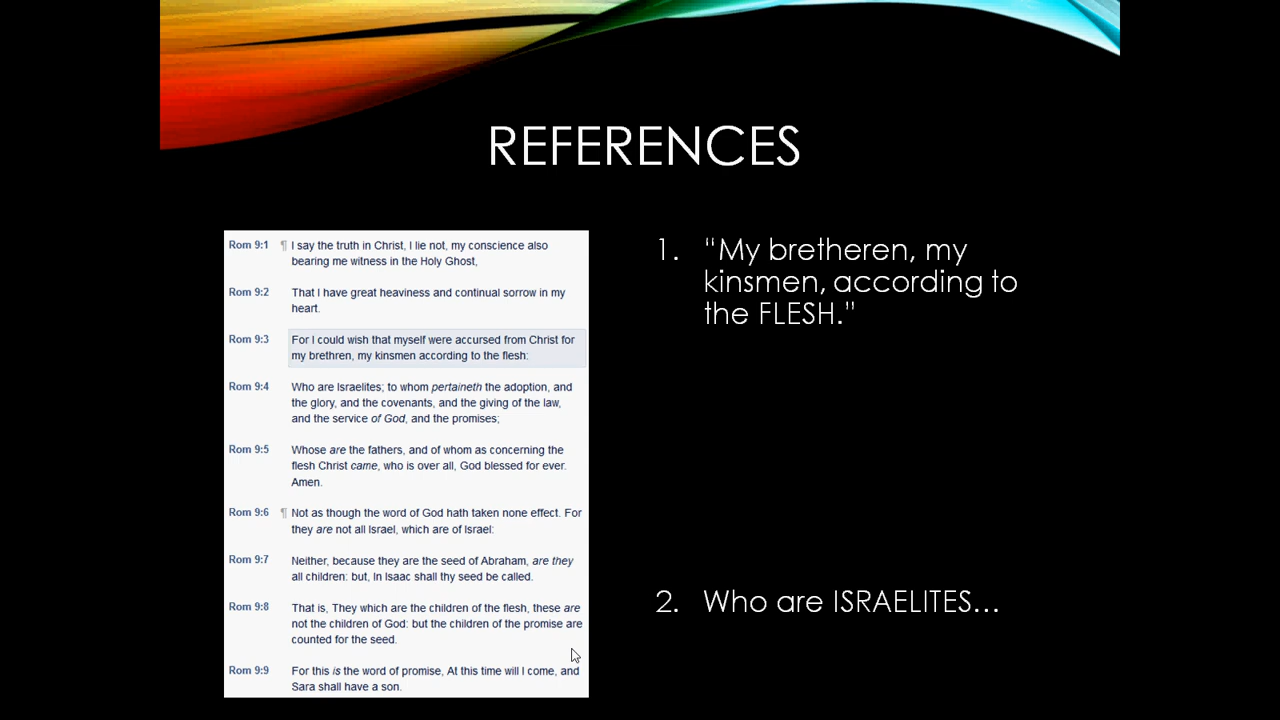 REFERENCES
Rom 9:1 ¶ I say the truth in Christ, I lie not, my conscience also
bearing me witness in the Holy Ghost,
Rom 9:2 That I have great heaviness and continual sorrow in my
heart.
Rom 9:3 For I could wish that myself were accursed from Christ for
my brethren, my kinsmen according to the flesh:
Rom 9:4 Who are Israelites; to whom pertaineth the adoption, and
the glory, and the covenants, and the giving of the law,
and the service of God, and the promises;
Rom 9:5 Whose are the fathers, and of whom as concerning the
flesh Christ came, who is over all, God blessed for ever.
Amen.
Rom 9:6 ¶ Not as though the word of God hath taken none effect. For
they are not all Israel, which are of Israel:
Rom 9:7 Neither, because they are the seed of Abraham, are they
all children: but, In Isaac shall thy seed be called.
Rom 9:8 That is, They which are the children of the flesh, these are
not the children of God: but the children of the promise are
counted for the seed.
Rom 9:9 For this is the word of promise, At this time will I come, and
Sara shall have a son.
1. "My bretheren, my
kinsmen, according to
the FLESH."
2. Who are ISRAELITES...